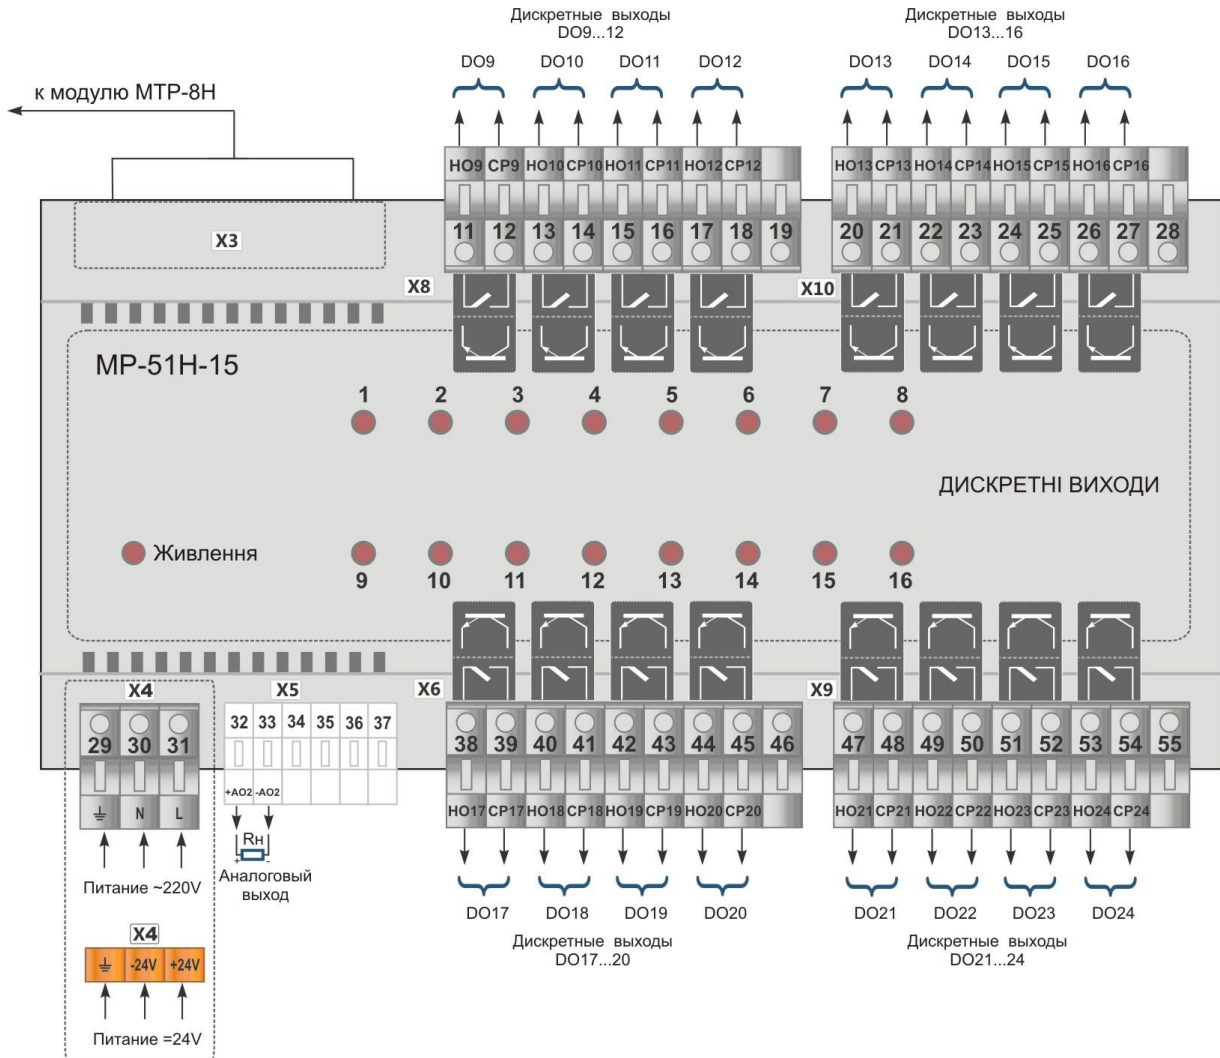 Дискретные выходы
DO9...12
Дискретные выходы
DO13...16
DO9 DO10 DO11 DO12
DO13 DO14 DO15 DO16
к модулю МТР-8Н
НО9 СР9 НО10 СР10 НО11 СР11 НО12 СР12
НО13 СР13 НО14 СР14 НО15 СР15 НО16 СР16
11 12 13 14 15 16 17 18 19
20 21 22 23 24 25 26 27 28
X3
X8
X10
МР-51Н-15
1 2 3 4 5 6 7 8
ДИСКРЕТНІ ВИХОДИ
Живлення
9 10 11 12 13 14 15 16
X4
X5
X6
X9
29 30 31
32 33 34 35 36 37
38 39 40 41 42 43 44 45 46
47 48 49 50 51 52 53 54 55
N L
+AO2 -AO2
НО17 СР17 НО18 СР18 НО19 СР19 НО20 СР20
НО21 СР21 НО22 СР22 НО23 СР23 НО24 СР24
Rн
+ -
Питание ~220V
Аналоговый
выход
DO17 DO18 DO19 DO20
DO21 DO22 DO23 DO24
Дискретные выходы
DO17...20
Дискретные выходы
DO21...24
X4
-24V +24V
Питание =24V